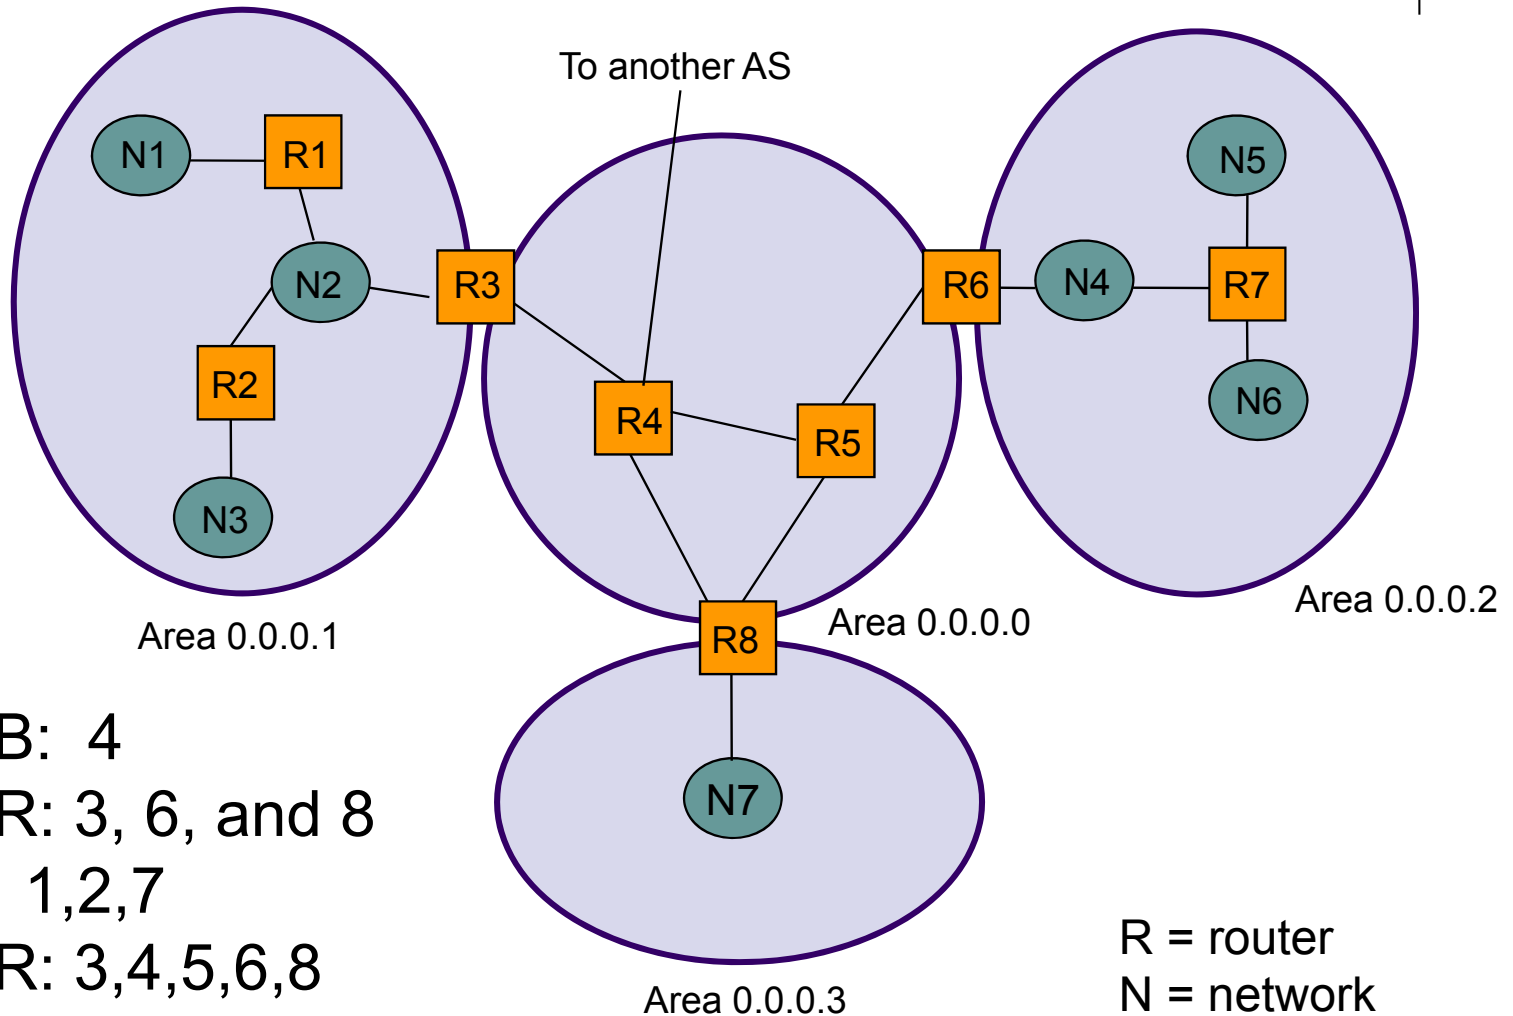 To another AS
N1
R1
N5
N2
R3
R6
N4
R7
R2
R4
R5
N6
N3
Area 0.0.0.2
Area 0.0.0.1
R8
Area 0.0.0.0
B: 4
R: 3, 6, and 8
N7
1,2,7
R: 3,4,5,6,8
R = router
N = network
Area 0.0.0.3